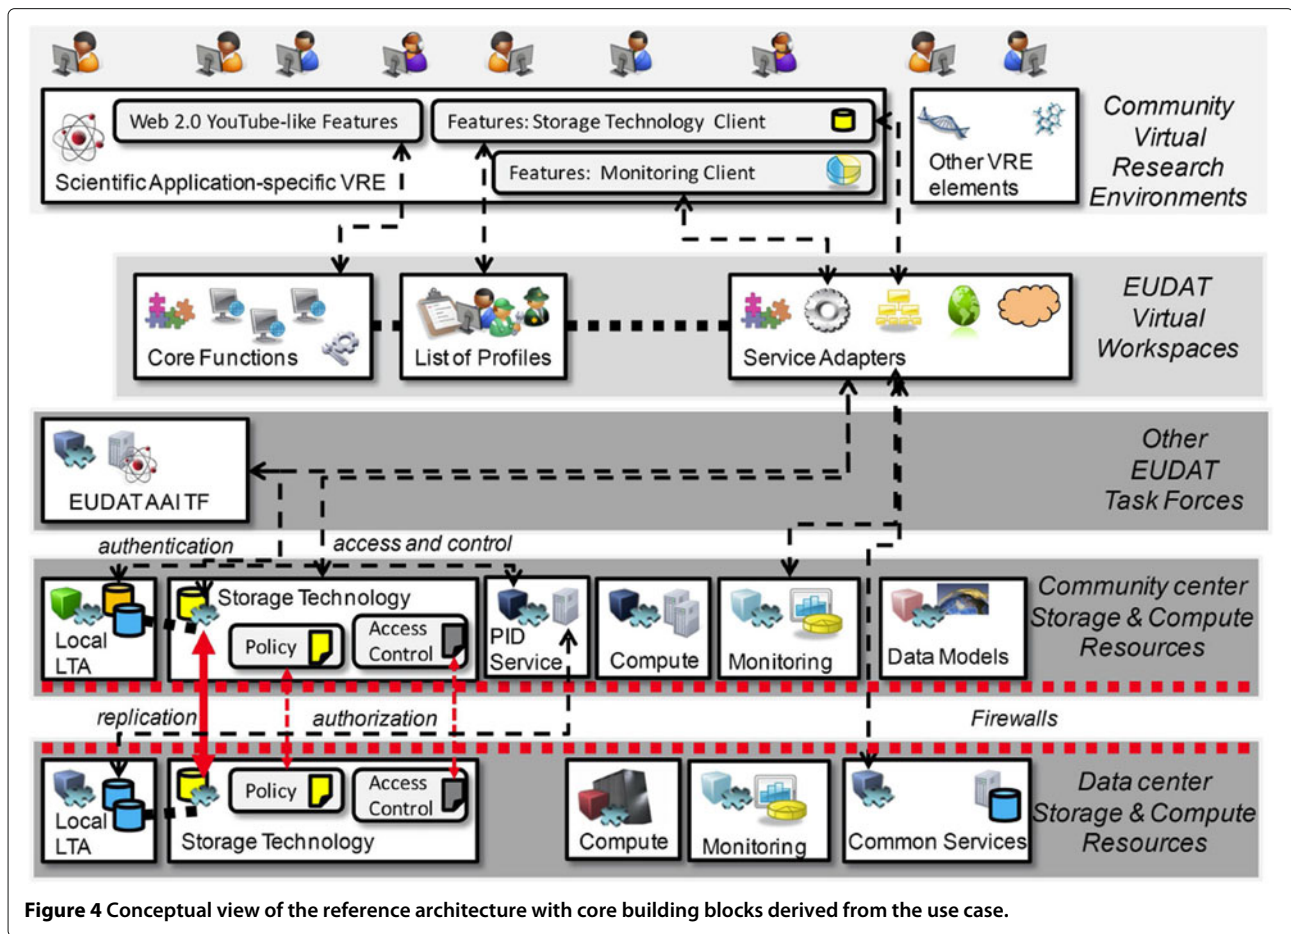 Web 2.0 YouTube-like Features
Features: Storage Technology Client
Features: Monitoring Client
Scientific Application-specific VRE
Other VRE
elements
Community
Virtual
Research
Environments
Core Functions
List of Profiles
Service Adapters
EUDAT
Virtual
Workspaces
EUDAT AAI TF
Other
EUDAT
Task Forces
authentication
access and control
Local
LTA
Storage Technology
Policy
Access
Control
PID
Service
Compute
Monitoring
Data Models
Community center
Storage & Compute
Resources
replication
authorization
Firewalls
Local
LTA
Policy
Access
Control
Storage Technology
Compute
Monitoring
Common Services
Data center
Storage & Compute
Resources
Figure 4 Conceptual view of the reference architecture with core building blocks derived from the use case.